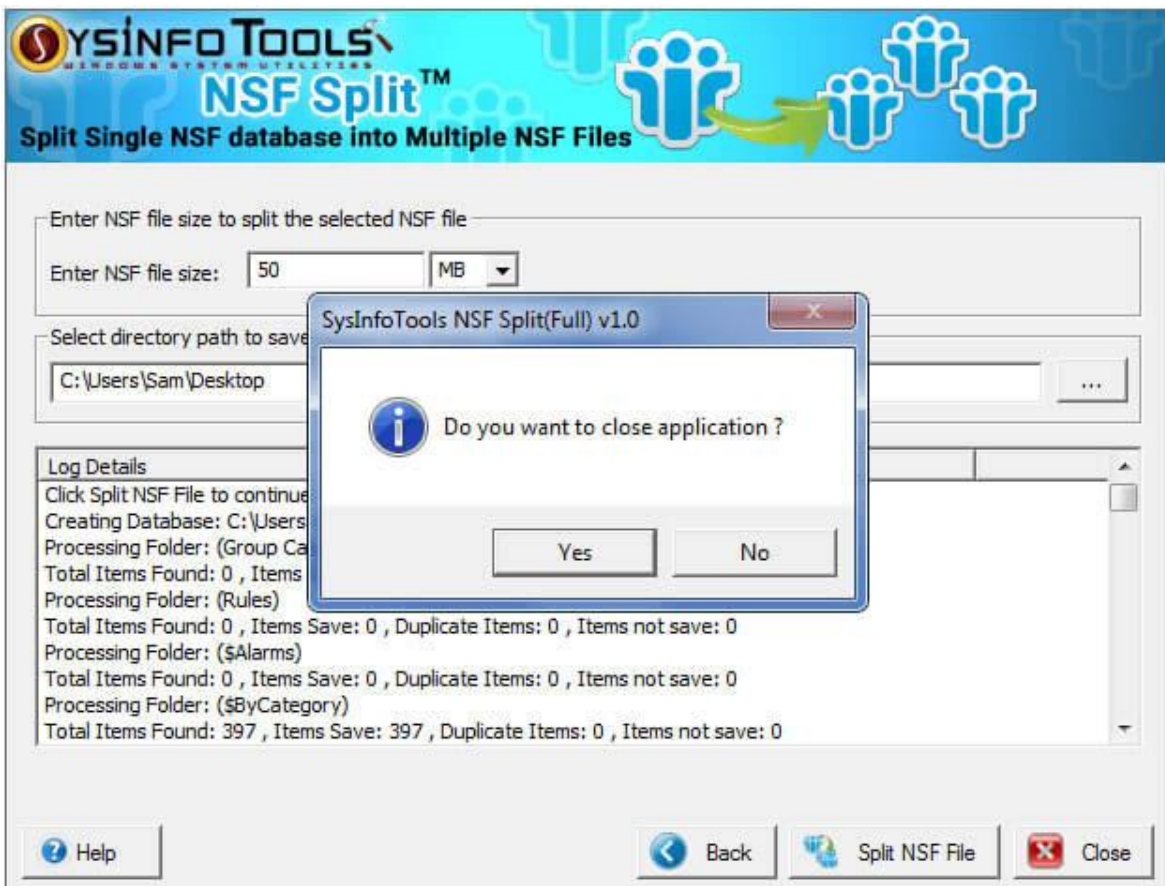 SYSINFO TOOLS
WINDOWS SYSTEM UTILITIES
NSF Split™
Split Single NSF database into Multiple NSF Files
Enter NSF file size to split the selected NSF file
Enter NSF file size: 50 MB
SysInfoTools NSF Split(Full) v1.0
Select directory path to save
C:\Users\Sam\Desktop ...
Do you want to close application ?
Yes No
Log Details
Click Split NSF File to continue
Creating Database: C:\Users
Processing Folder: (Group Ca
Total Items Found: 0 , Items
Processing Folder: (Rules)
Total Items Found: 0 , Items Save: 0 , Duplicate Items: 0 , Items not save: 0
Processing Folder: ($Alarms)
Total Items Found: 0 , Items Save: 0 , Duplicate Items: 0 , Items not save: 0
Processing Folder: ($ByCategory)
Total Items Found: 397 , Items Save: 397 , Duplicate Items: 0 , Items not save: 0
Help Back Split NSF File Close